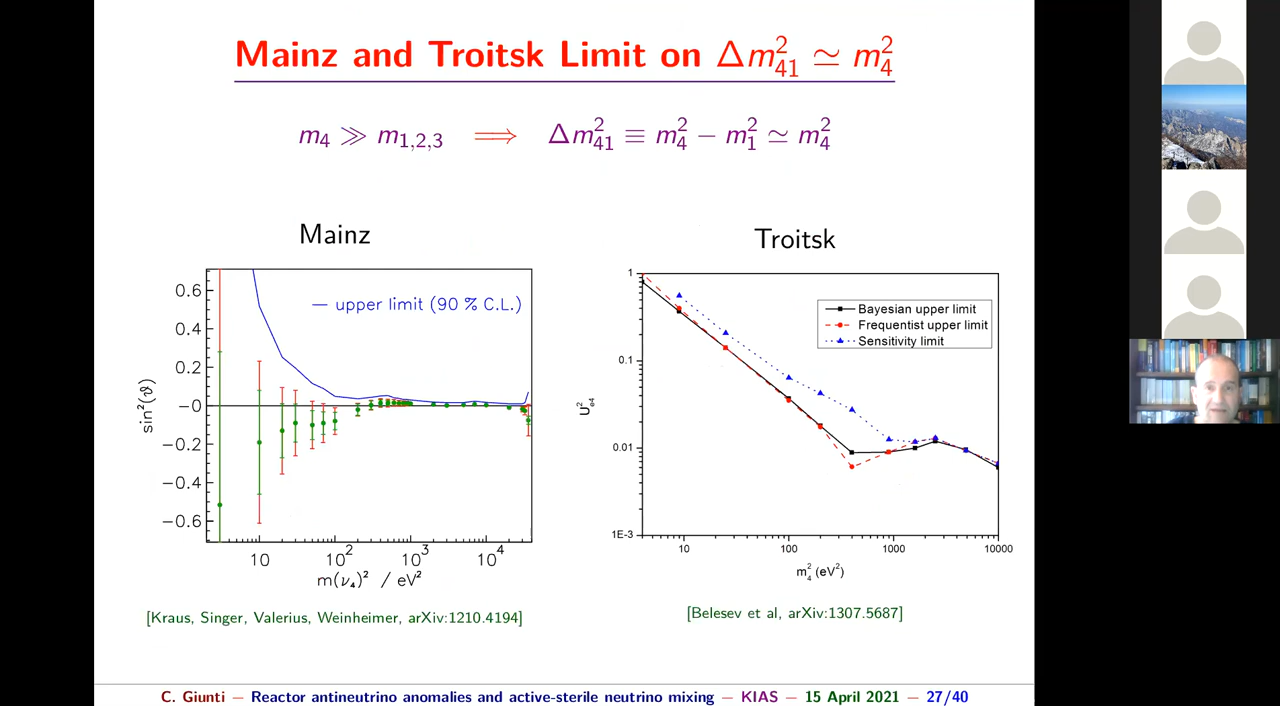 Mainz and Troitsk Limit on Δm²₄₁ ≃ m²₄
m₄ ≫ m₁,₂,₃ ⟹ Δm²₄₁ ≡ m²₄ − m²₁ ≃ m²₄
Mainz
Troitsk
— upper limit (90 % C.L.)
0.6
0.4
0.2
−0
−0.2
−0.4
−0.6
sin²(ϑ)
10 10² 10³ 10⁴
m(ν₄)² / eV²
Bayesian upper limit
Frequentist upper limit
Sensitivity limit
1
0.1
0.01
1E-3
U²e4
10 100 1000 10000
m²₄ (eV²)
[Kraus, Singer, Valerius, Weinheimer, arXiv:1210.4194]
[Belesev et al, arXiv:1307.5687]
C. Giunti − Reactor antineutrino anomalies and active-sterile neutrino mixing − KIAS − 15 April 2021 − 27/40